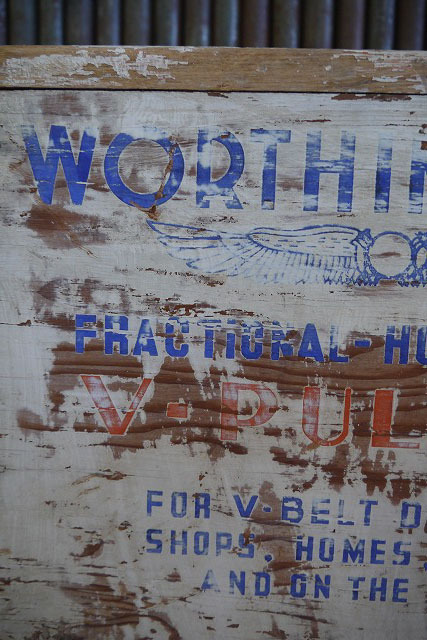 WORTHIN
FRACTIONAL-HO
V-PUL
FOR V-BELT D
SHOPS, HOMES,
AND ON THE